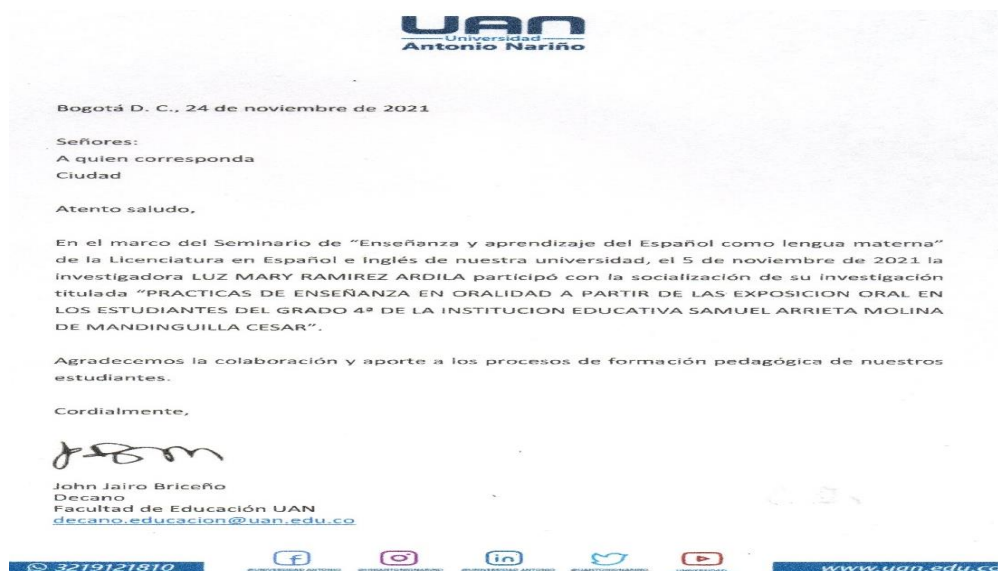 UAN
Universidad
Antonio Nariño
Bogotá D. C., 24 de noviembre de 2021
Señores:
A quien corresponda
Ciudad
Atento saludo,
En el marco del Seminario de “Enseñanza y aprendizaje del Español como lengua materna”
de la Licenciatura en Español e Inglés de nuestra universidad, el 5 de noviembre de 2021 la
investigadora LUZ MARY RAMIREZ ARDILA participó con la socialización de su investigación
titulada “PRACTICAS DE ENSEÑANZA EN ORALIDAD A PARTIR DE LAS EXPOSICION ORAL EN
LOS ESTUDIANTES DEL GRADO 4º DE LA INSTITUCION EDUCATIVA SAMUEL ARRIETA MOLINA
DE MANDINGUILLA CESAR”.
Agradecemos la colaboración y aporte a los procesos de formación pedagógica de nuestros
estudiantes.
Cordialmente,
John Jairo Briceño
Decano
Facultad de Educación UAN
decano.educacion@uan.edu.co
3219121810
www.uan.edu.co